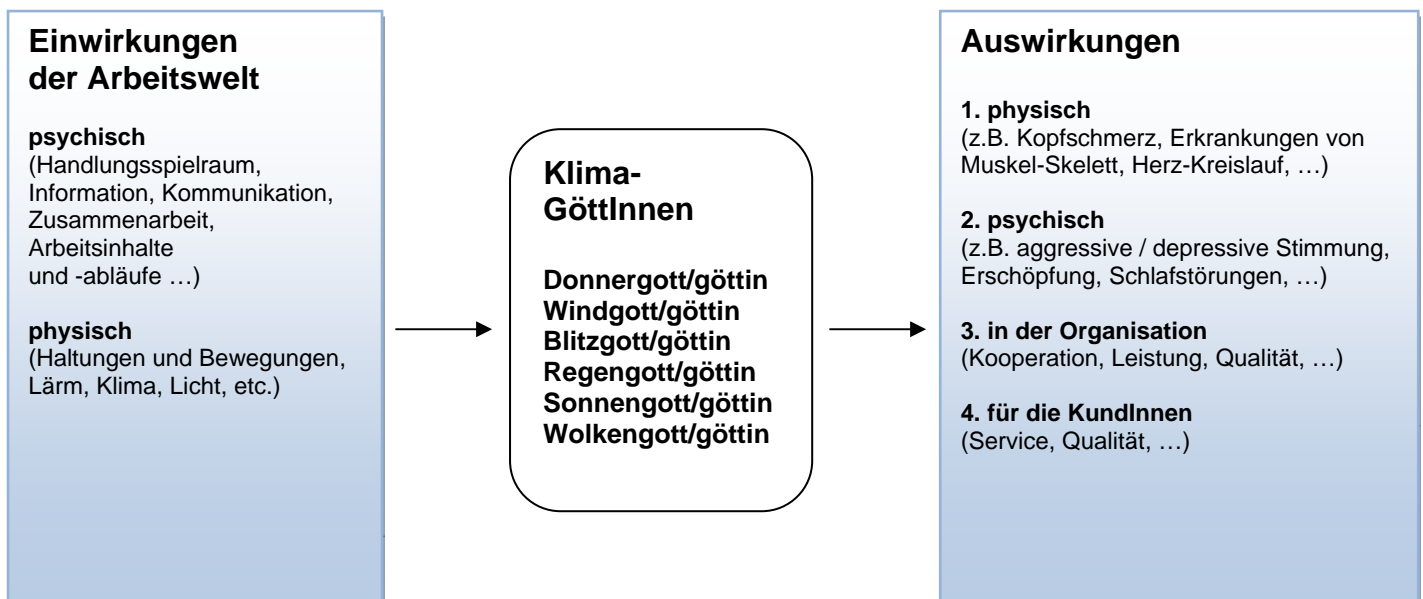 Einwirkungen
der Arbeitswelt
psychisch
(Handlungsspielraum,
Information, Kommunikation,
Zusammenarbeit,
Arbeitsinhalte
und -abläufe …)
physisch
(Haltungen und Bewegungen,
Lärm, Klima, Licht, etc.)
Klima-
GöttInnen
Donnergott/göttin
Windgott/göttin
Blitzgott/göttin
Regengott/göttin
Sonnengott/göttin
Wolkengott/göttin
Auswirkungen
1. physisch
(z.B. Kopfschmerz, Erkrankungen von
Muskel-Skelett, Herz-Kreislauf, …)
2. psychisch
(z.B. aggressive / depressive Stimmung,
Erschöpfung, Schlafstörungen, …)
3. in der Organisation
(Kooperation, Leistung, Qualität, …)
4. für die KundInnen
(Service, Qualität, …)